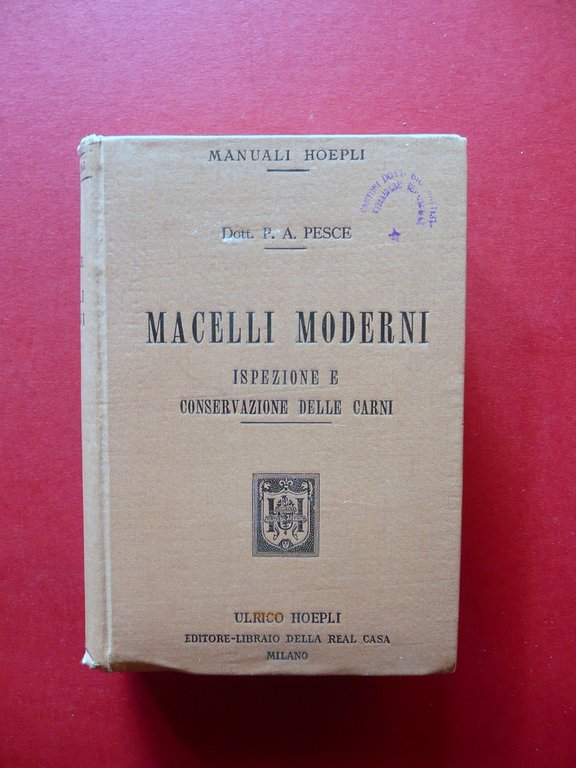 MANUALI HOEPLI
Dott. P. A. PESCE
MACELLI MODERNI
ISPEZIONE E
CONSERVAZIONE DELLE CARNI
ULRICO HOEPLI
EDITORE-LIBRAIO DELLA REAL CASA
MILANO